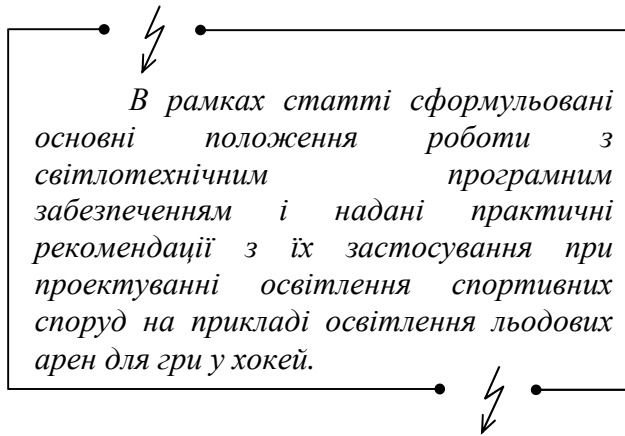 В рамках статті сформульовані
основні положення роботи з
світлотехнічним програмним
забезпеченням і надані практичні
рекомендації з їх застосування при
проектуванні освітлення спортивних
споруд на прикладі освітлення льодових
арен для гри у хокей.